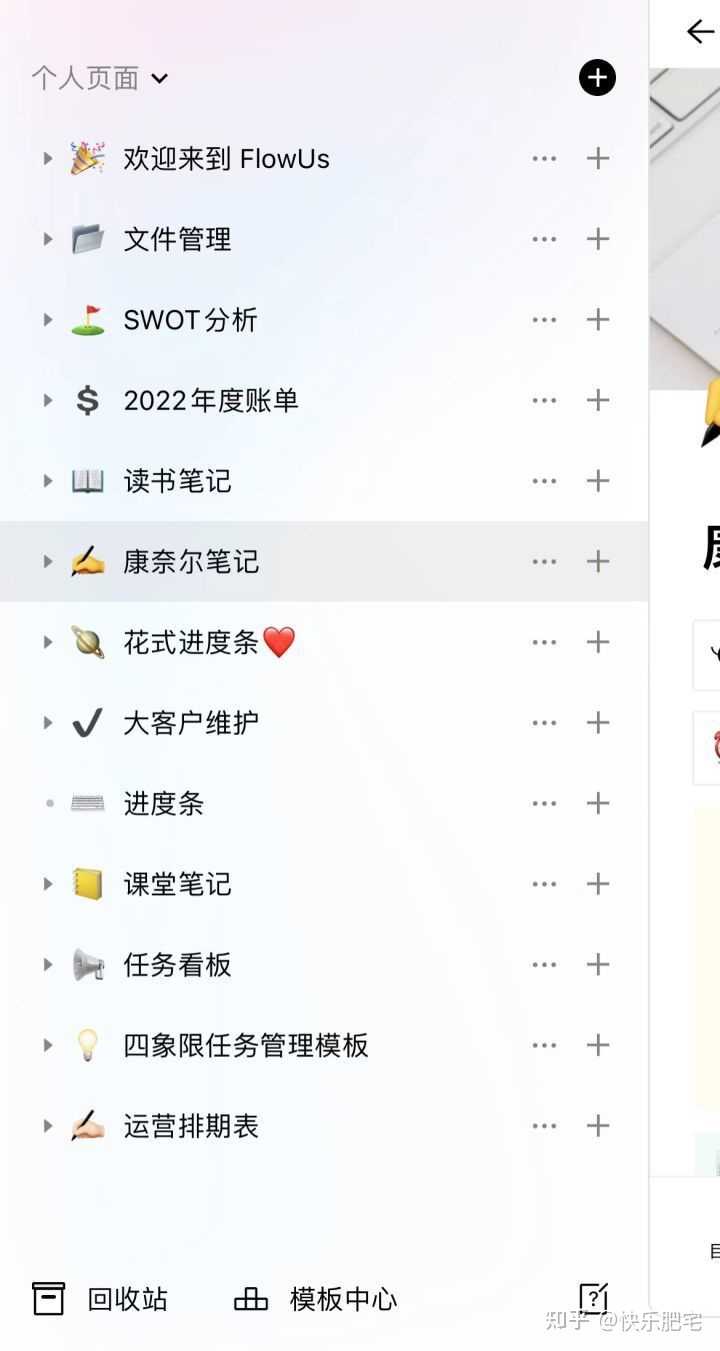 个人页面
欢迎来到 FlowUs
文件管理
SWOT分析
2022年度账单
读书笔记
康奈尔笔记
花式进度条❤️
大客户维护
进度条
课堂笔记
任务看板
四象限任务管理模板
运营排期表
回收站 模板中心
知乎 @快乐肥宅